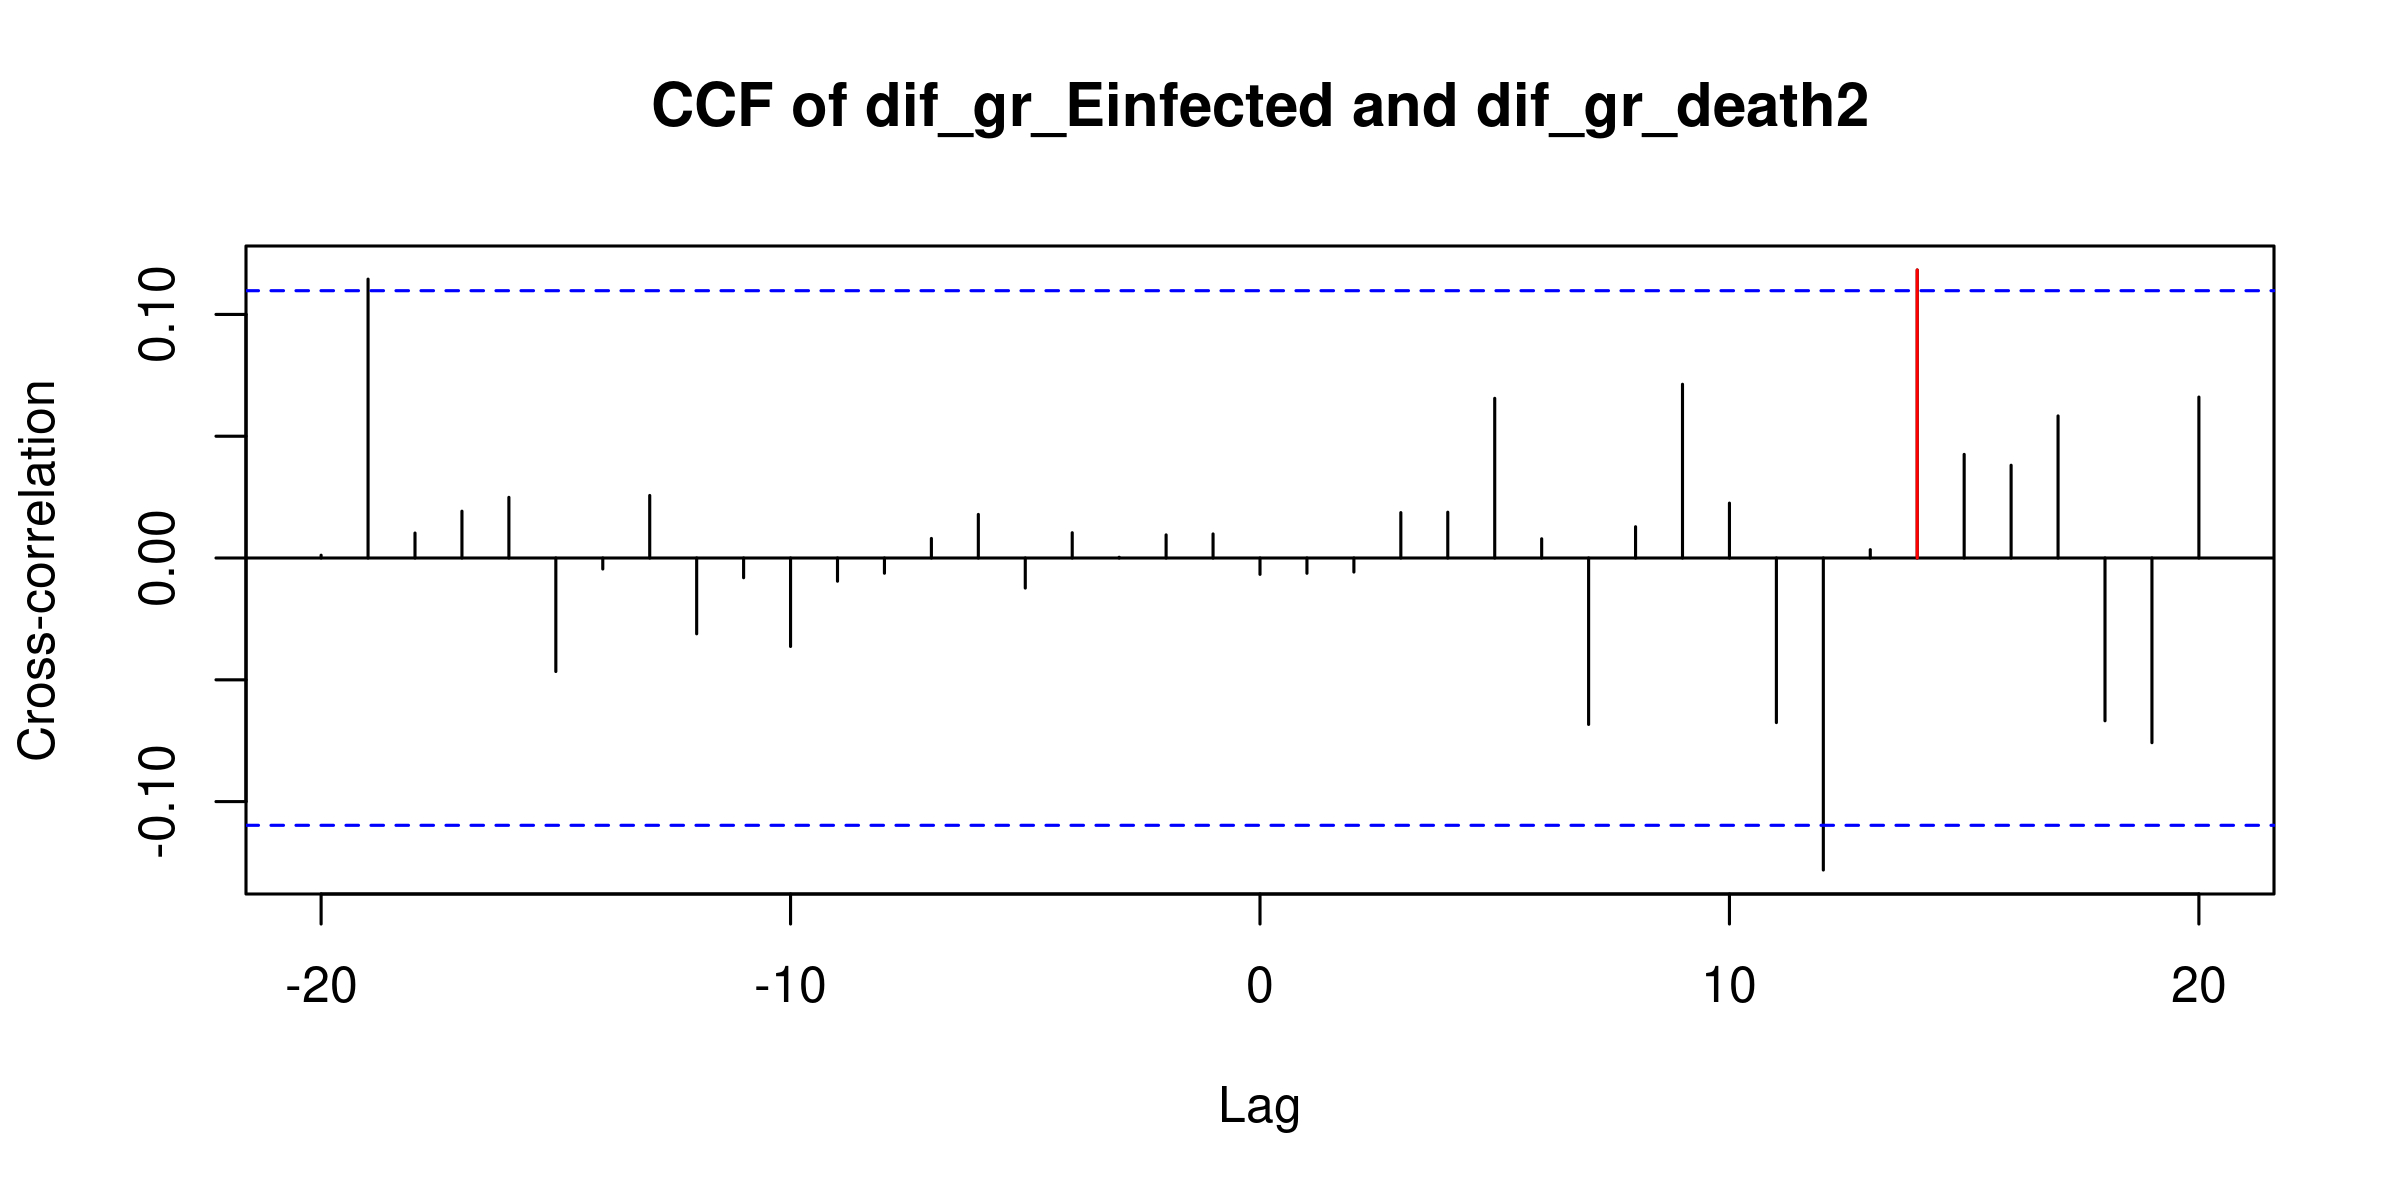 CCF of dif_gr_Einfected and dif_gr_death2
Cross-correlation
0.10
0.00
-0.10
-20 -10 0 10 20
Lag